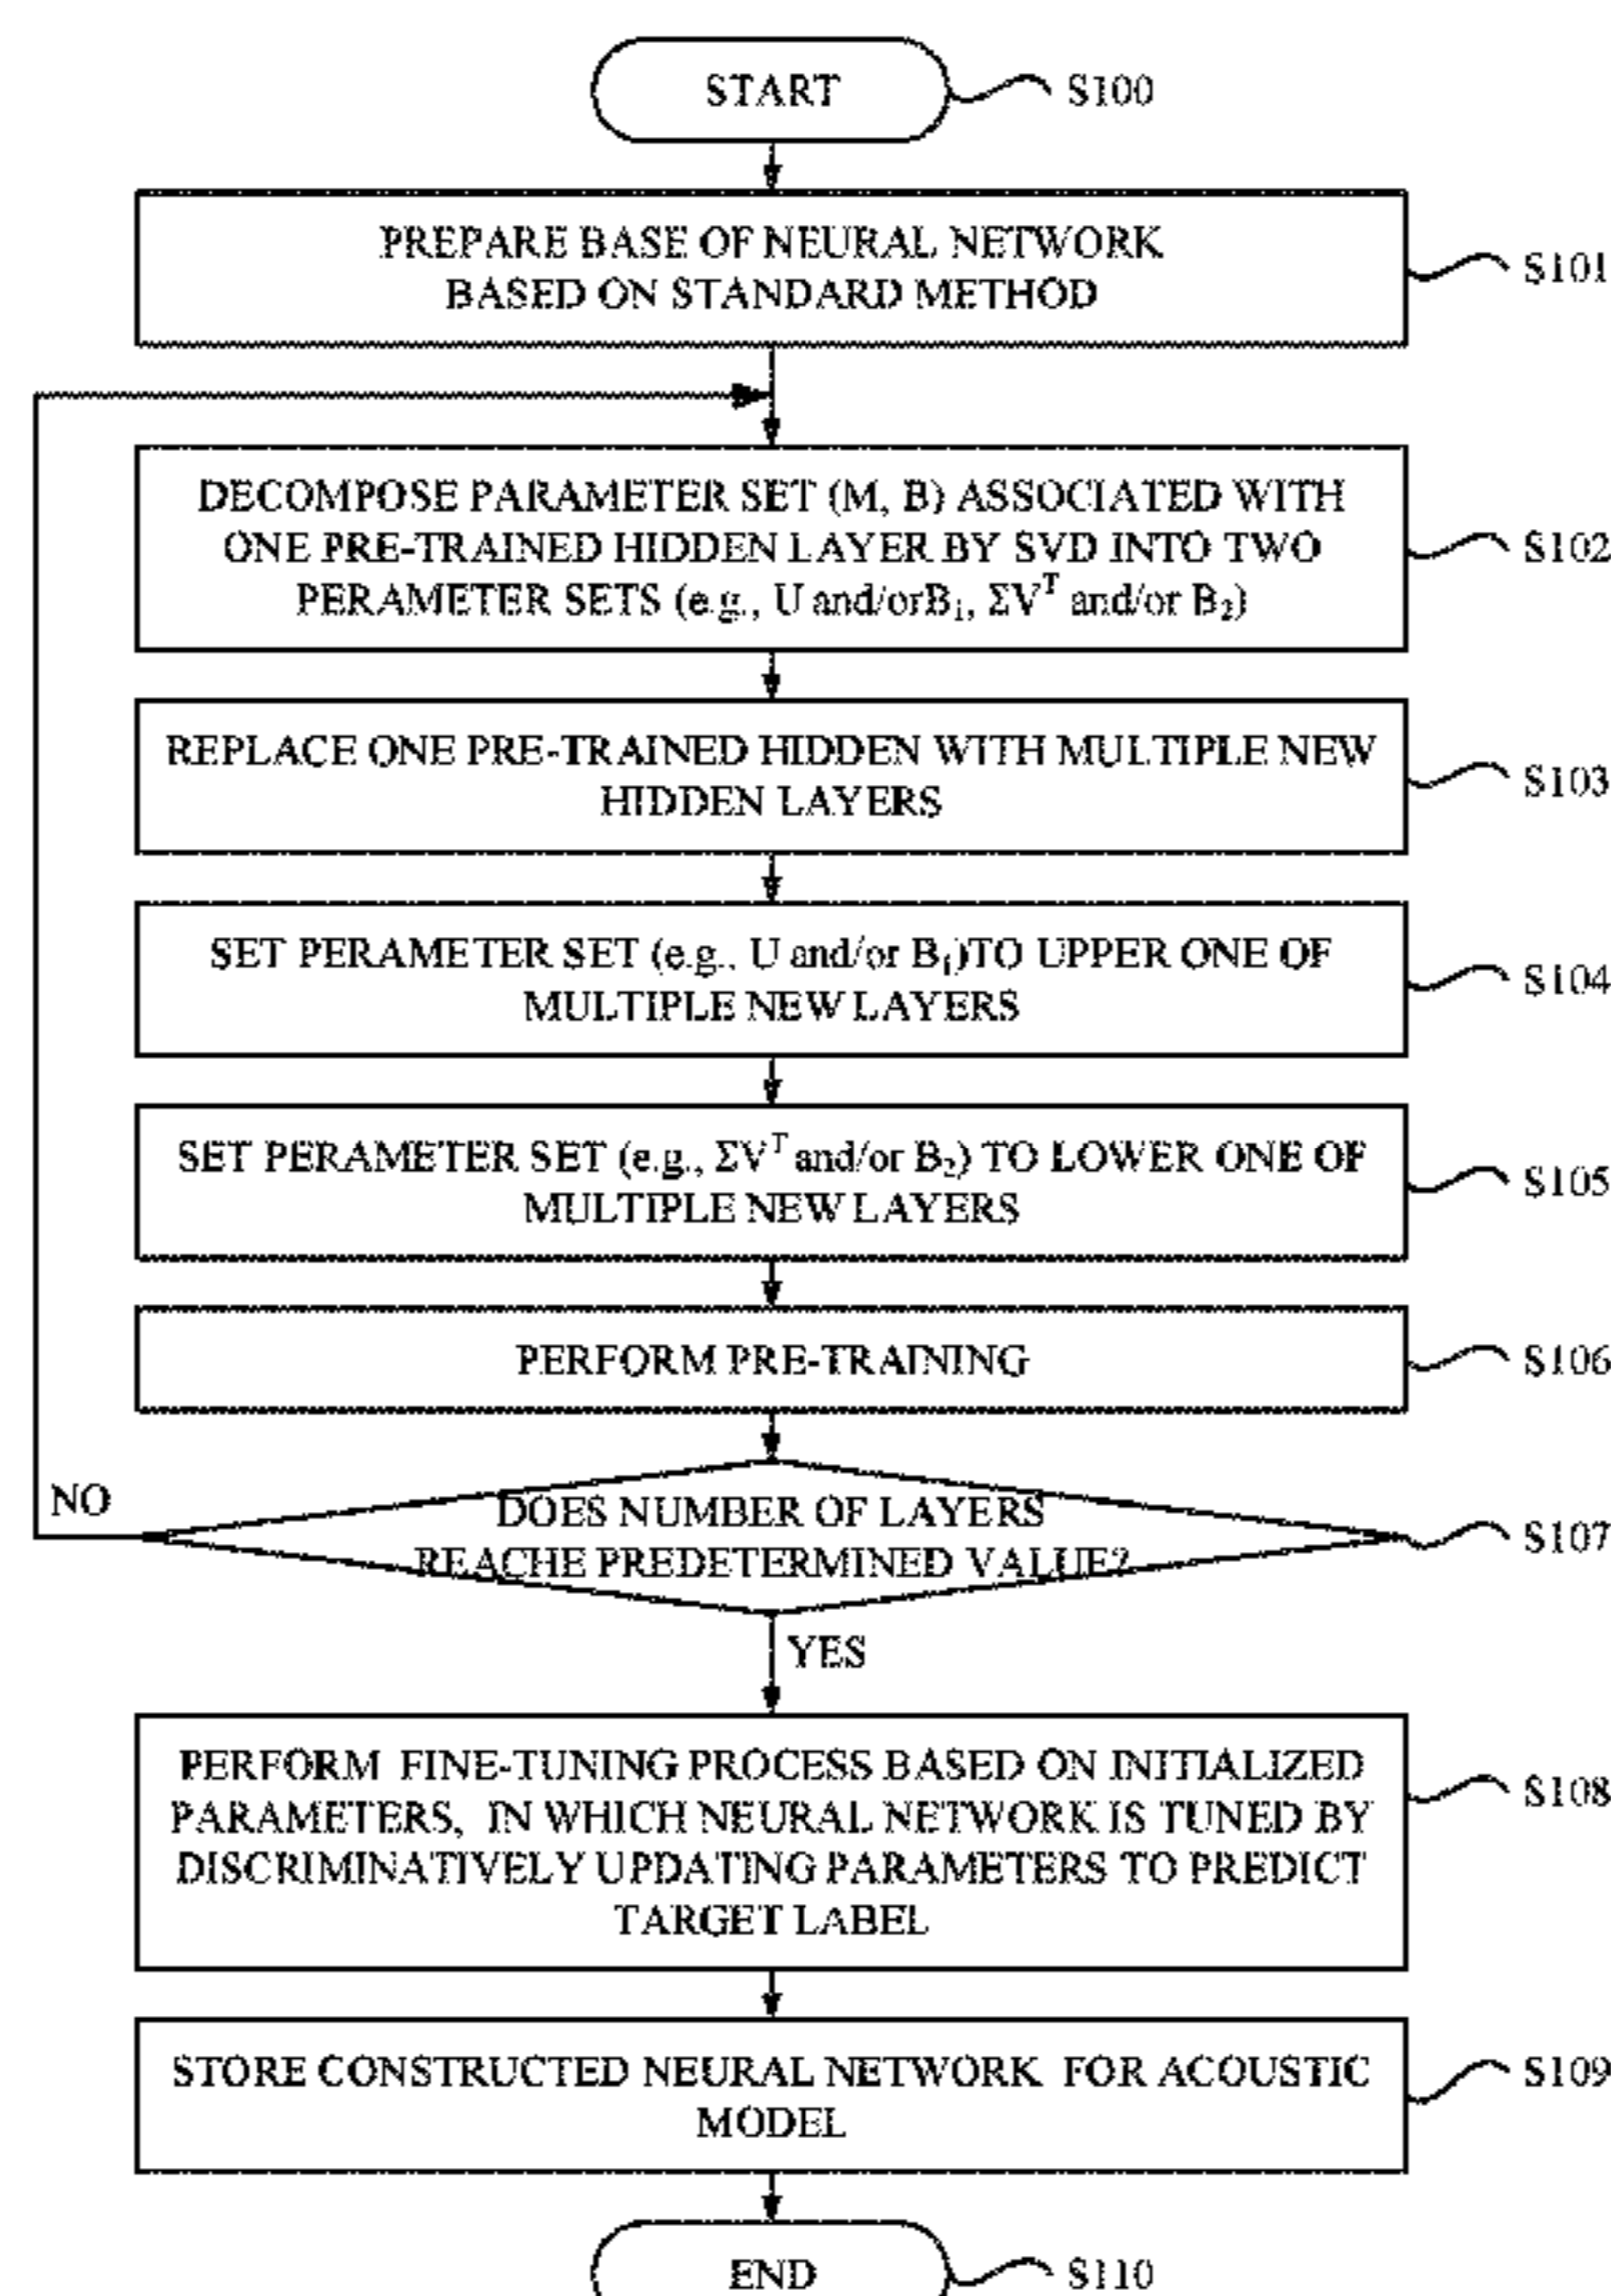 START
S100
PREPARE BASE OF NEURAL NETWORK
BASED ON STANDARD METHOD
S101
DECOMPOSE PARAMETER SET (M, B) ASSOCIATED WITH
ONE PRE-TRAINED HIDDEN LAYER BY SVD INTO TWO
PERAMETER SETS (e.g., U and/orB₁, ΣVᵀ and/or B₂)
S102
REPLACE ONE PRE-TRAINED HIDDEN WITH MULTIPLE NEW
HIDDEN LAYERS
S103
SET PERAMETER SET (e.g., U and/or B₁)TO UPPER ONE OF
MULTIPLE NEW LAYERS
S104
SET PERAMETER SET (e.g., ΣVᵀ and/or B₂) TO LOWER ONE OF
MULTIPLE NEW LAYERS
S105
PERFORM PRE-TRAINING
S106
NO
DOES NUMBER OF LAYERS
REACHE PREDETERMINED VALUE?
S107
YES
PERFORM FINE-TUNING PROCESS BASED ON INITIALIZED
PARAMETERS, IN WHICH NEURAL NETWORK IS TUNED BY
DISCRIMINATIVELY UPDATING PARAMETERS TO PREDICT
TARGET LABEL
S108
STORE CONSTRUCTED NEURAL NETWORK FOR ACOUSTIC
MODEL
S109
END
S110